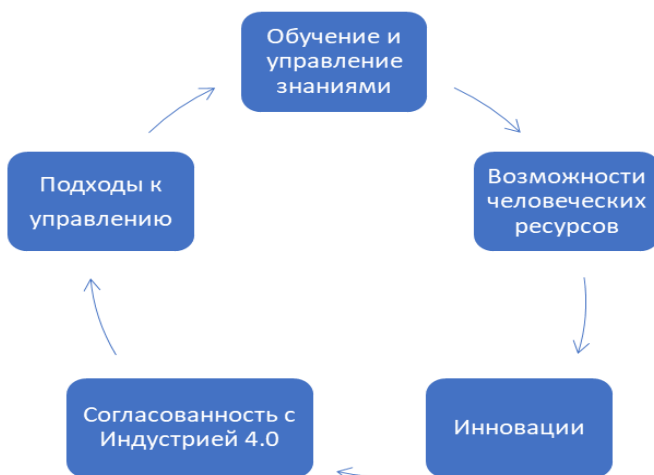 Обучение и
управление
знаниями
Возможности
человеческих
ресурсов
Инновации
Согласованность с
Индустрией 4.0
Подходы к
управлению